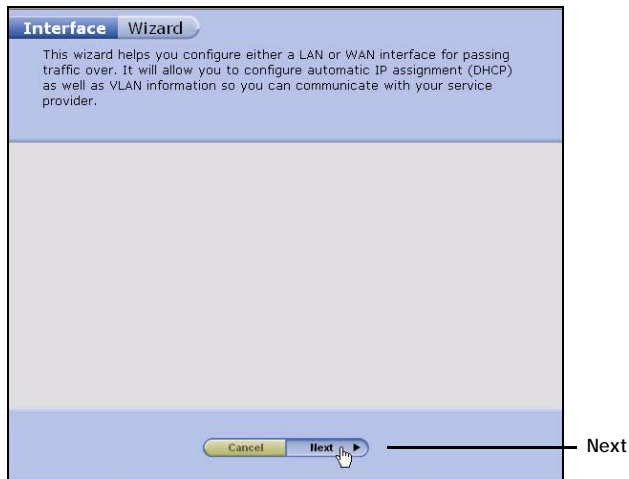 Interface Wizard
This wizard helps you configure either a LAN or WAN interface for passing
traffic over. It will allow you to configure automatic IP assignment (DHCP)
as well as VLAN information so you can communicate with your service
provider.
Cancel Next
Next